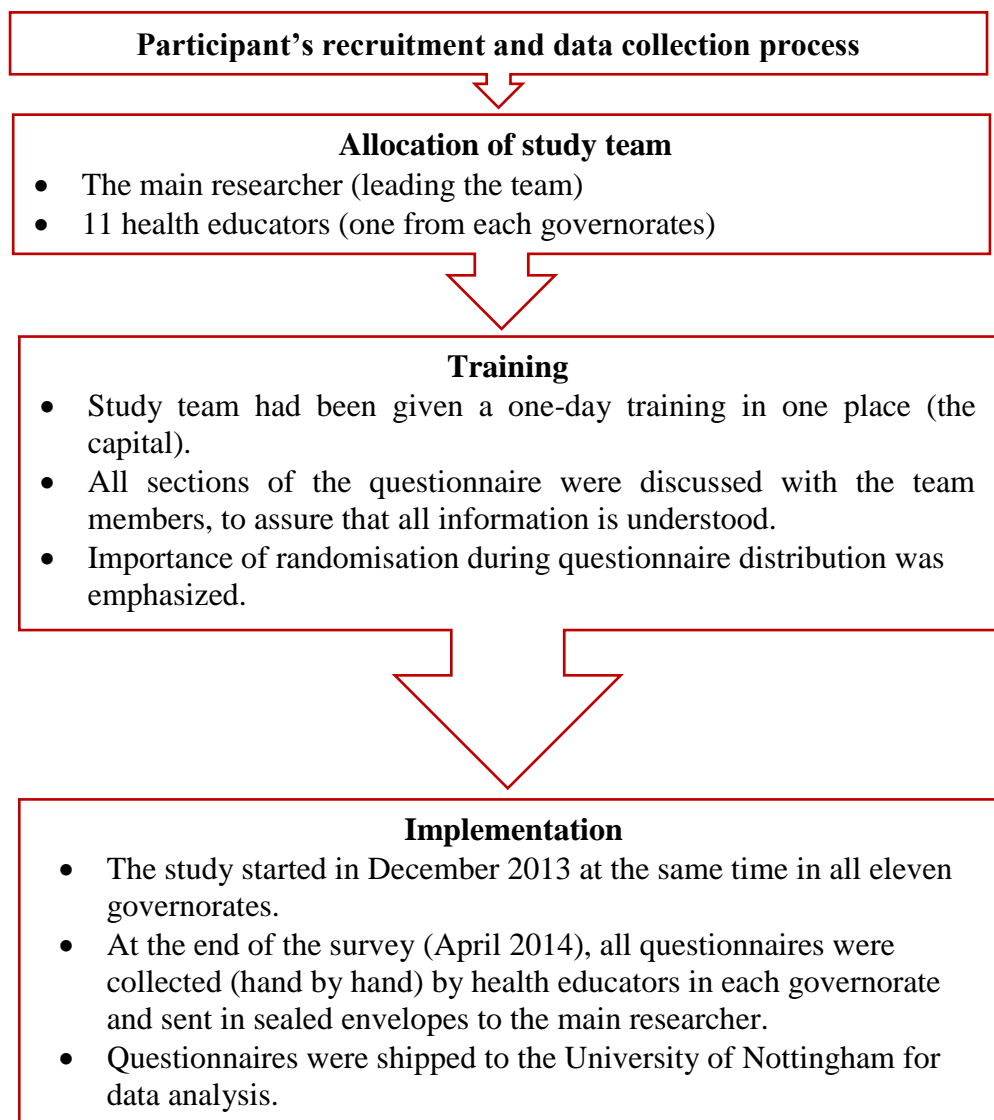 Participant’s recruitment and data collection process
Allocation of study team
• The main researcher (leading the team)
• 11 health educators (one from each governorates)
Training
• Study team had been given a one-day training in one place (the
capital).
• All sections of the questionnaire were discussed with the team
members, to assure that all information is understood.
• Importance of randomisation during questionnaire distribution was
emphasized.
Implementation
• The study started in December 2013 at the same time in all eleven
governorates.
• At the end of the survey (April 2014), all questionnaires were
collected (hand by hand) by health educators in each governorate
and sent in sealed envelopes to the main researcher.
• Questionnaires were shipped to the University of Nottingham for
data analysis.